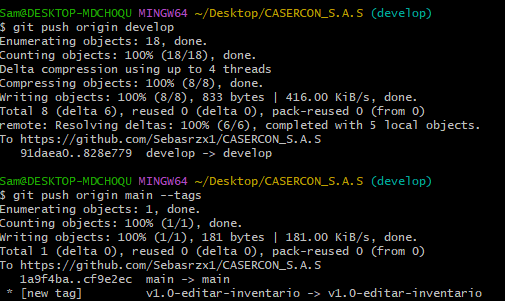 Sam@DESKTOP-MDCHOQU MINGW64 ~/Desktop/CASERCON_S.A.S (develop)
$ git push origin develop
Enumerating objects: 18, done.
Counting objects: 100% (18/18), done.
Delta compression using up to 4 threads
Compressing objects: 100% (8/8), done.
Writing objects: 100% (8/8), 833 bytes | 416.00 KiB/s, done.
Total 8 (delta 6), reused 0 (delta 0), pack-reused 0 (from 0)
remote: Resolving deltas: 100% (6/6), completed with 5 local objects.
To https://github.com/Sebasrzx1/CASERCON_S.A.S
91daea0..828e779  develop -> develop
Sam@DESKTOP-MDCHOQU MINGW64 ~/Desktop/CASERCON_S.A.S (develop)
$ git push origin main --tags
Enumerating objects: 1, done.
Counting objects: 100% (1/1), done.
Writing objects: 100% (1/1), 181 bytes | 181.00 KiB/s, done.
Total 1 (delta 0), reused 0 (delta 0), pack-reused 0 (from 0)
To https://github.com/Sebasrzx1/CASERCON_S.A.S
1a9f4ba..cf9e2ec  main -> main
* [new tag]         v1.0-editar-inventario -> v1.0-editar-inventario